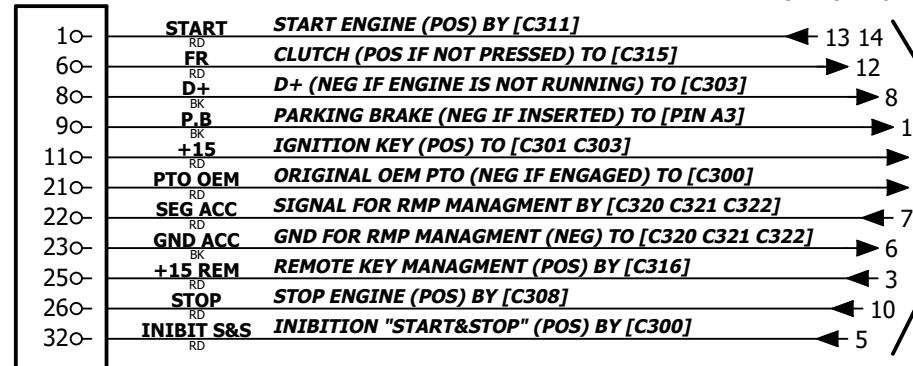 1 START RD START ENGINE (POS) BY [C311] 13 14
6 FR RD CLUTCH (POS IF NOT PRESSED) TO [C315] 12
8 D+ BK D+ (NEG IF ENGINE IS NOT RUNNING) TO [C303] 8
9 P.B BK PARKING BRAKE (NEG IF INSERTED) TO [PIN A3] 1
11 +15 RD IGNITION KEY (POS) TO [C301 C303]
21 PTO OEM RD ORIGINAL OEM PTO (NEG IF ENGAGED) TO [C300]
22 SEG ACC RD SIGNAL FOR RMP MANAGMENT BY [C320 C321 C322] 7
23 GND ACC BK GND FOR RMP MANAGMENT (NEG) TO [C320 C321 C322] 6
25 +15 REM RD REMOTE KEY MANAGMENT (POS) BY [C316] 3
26 STOP RD STOP ENGINE (POS) BY [C308] 10
32 INIBIT S&S RD INIBITION "START&STOP" (POS) BY [C300] 5